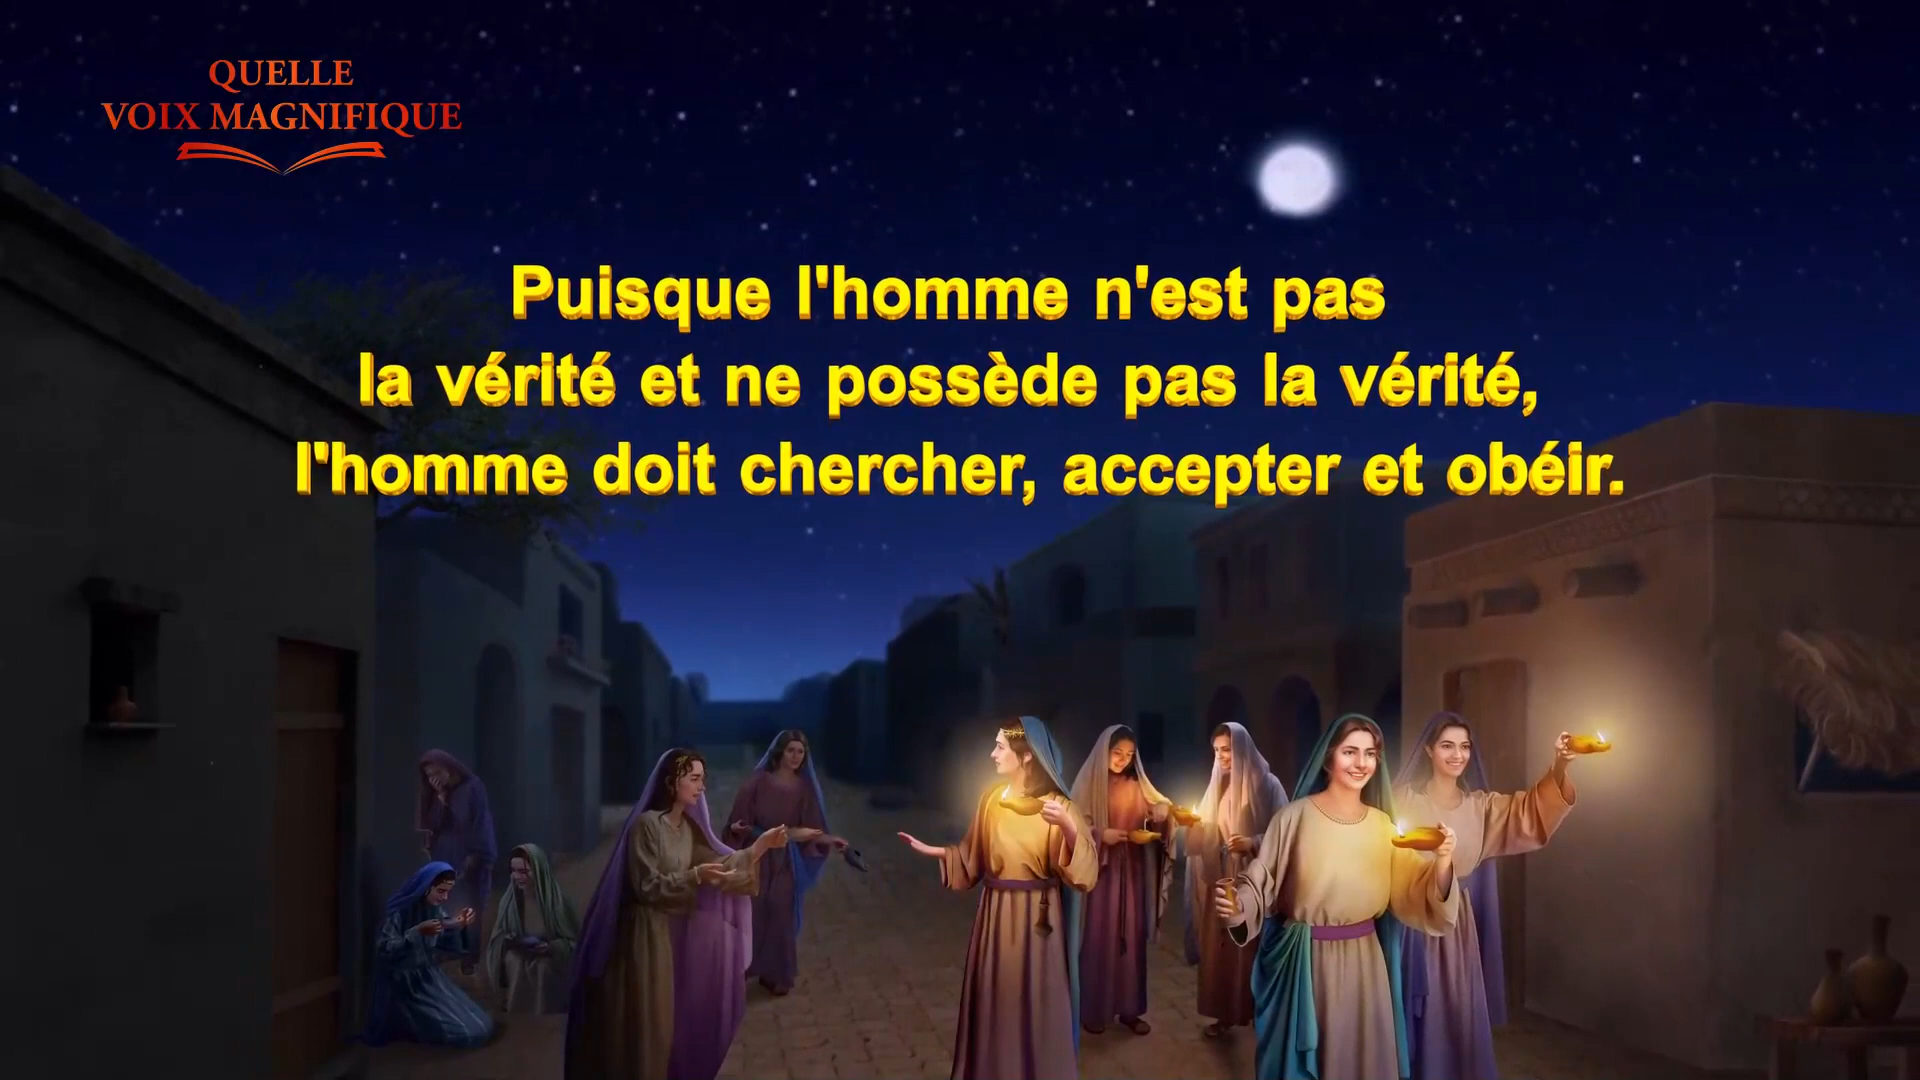 QUELLE
VOIX MAGNIFIQUE
Puisque l'homme n'est pas
la vérité et ne possède pas la vérité,
l'homme doit chercher, accepter et obéir.